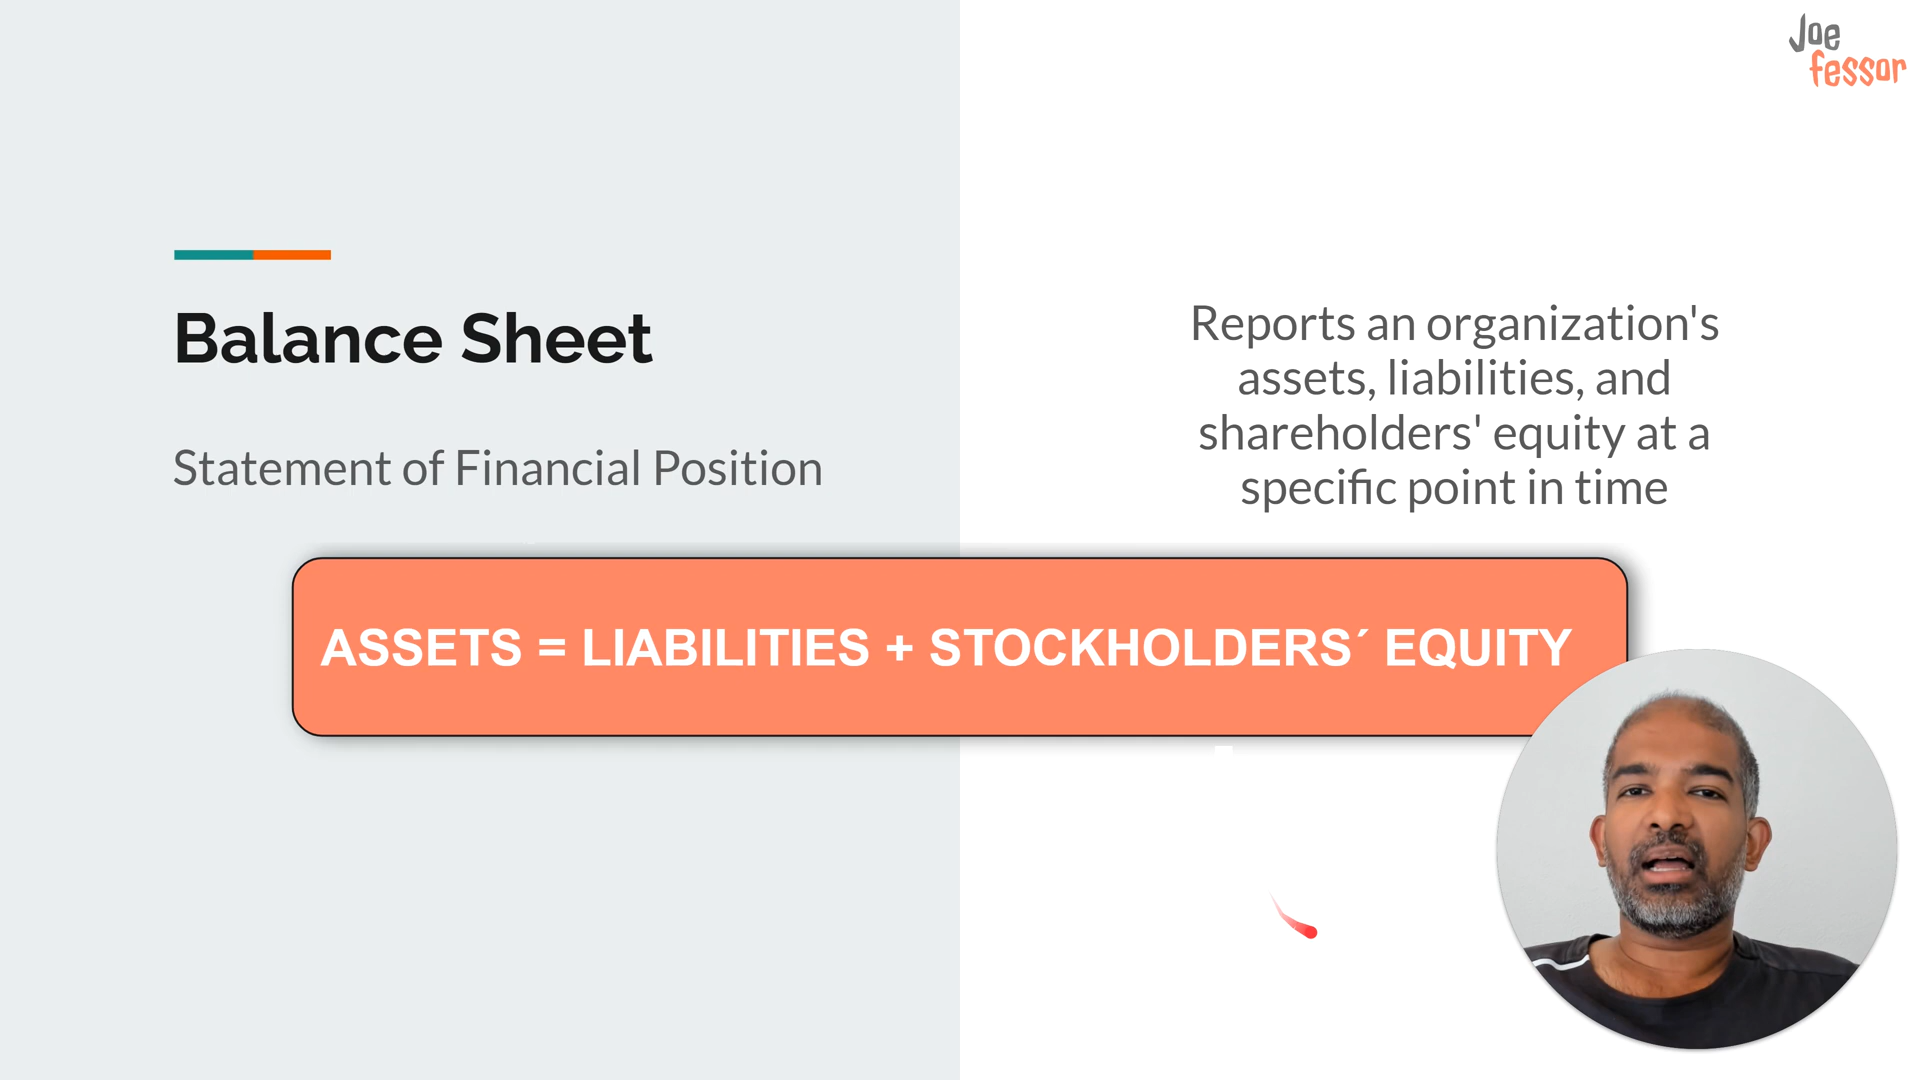 Joe
fessor
Balance Sheet
Statement of Financial Position
Reports an organization's
assets, liabilities, and
shareholders' equity at a
specific point in time
ASSETS = LIABILITIES + STOCKHOLDERS´ EQUITY